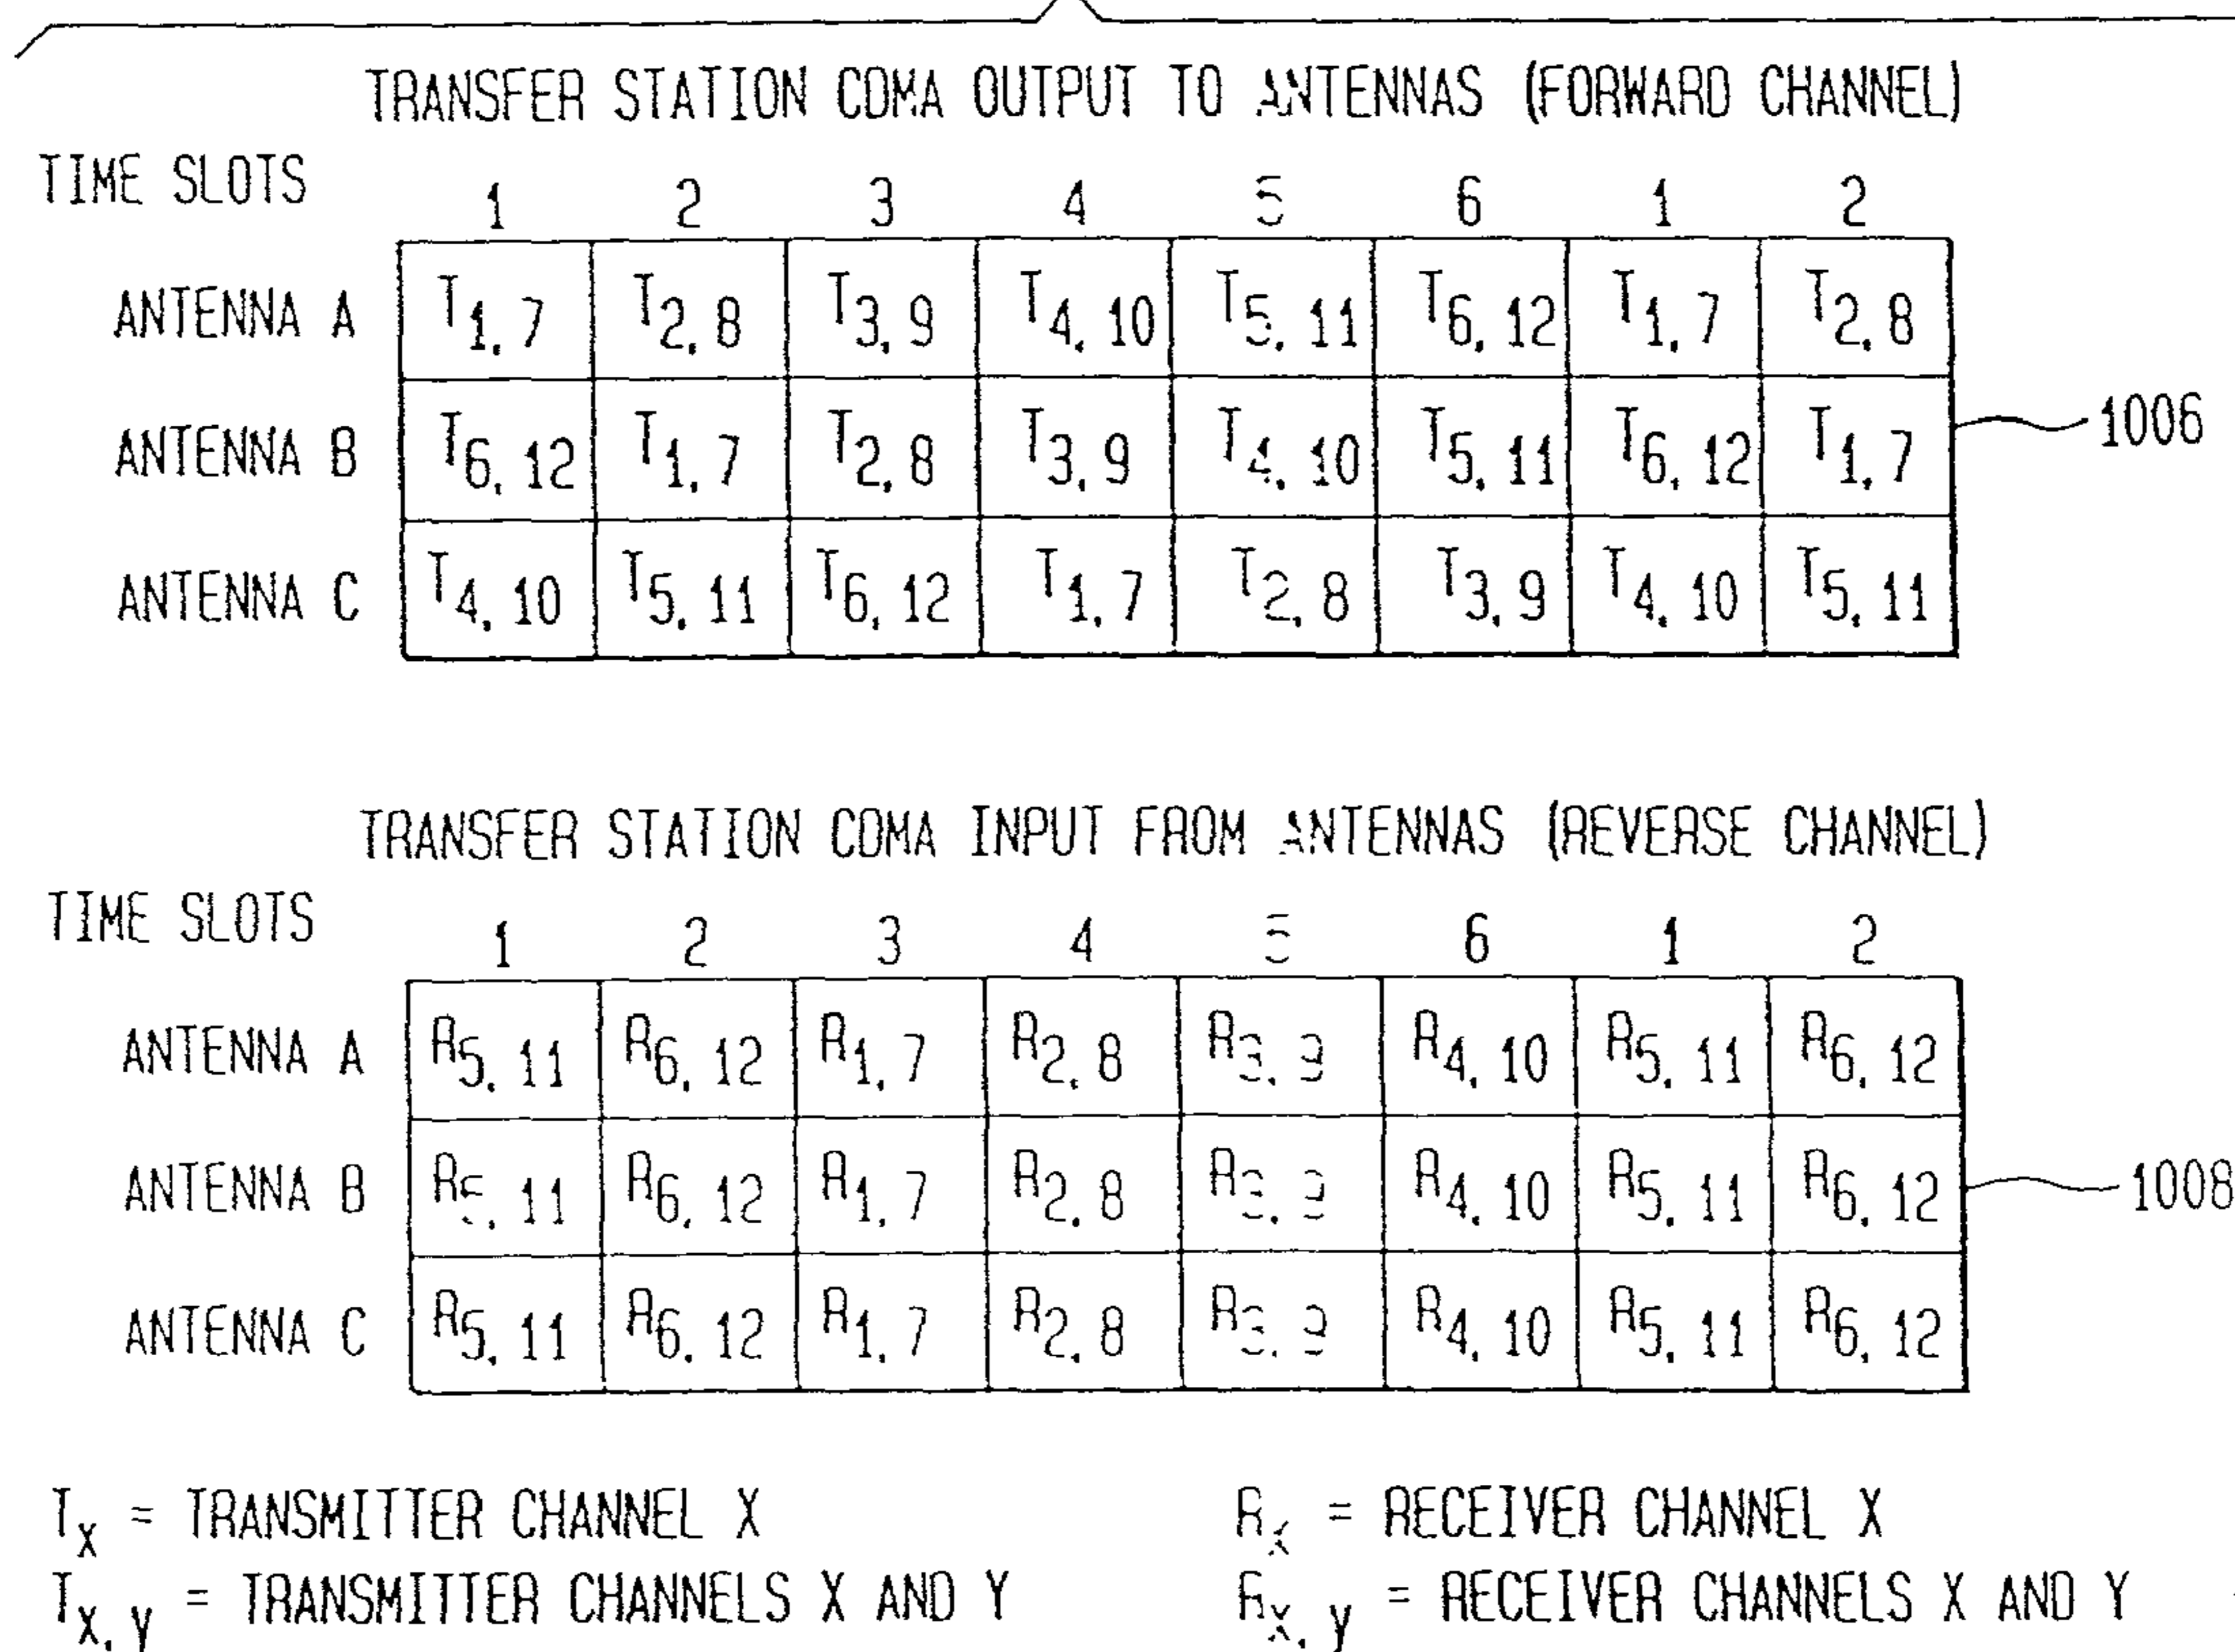 TRANSFER STATION CDMA OUTPUT TO ANTENNAS (FORWARD CHANNEL)
TIME SLOTS 1 2 3 4 5 6 1 2
ANTENNA A T1,7 T2,8 T3,9 T4,10 T5,11 T6,12 T1,7 T2,8
ANTENNA B T6,12 T1,7 T2,8 T3,9 T4,10 T5,11 T6,12 T1,7
1006
ANTENNA C T4,10 T5,11 T6,12 T1,7 T2,8 T3,9 T4,10 T5,11
TRANSFER STATION CDMA INPUT FROM ANTENNAS (REVERSE CHANNEL)
TIME SLOTS 1 2 3 4 5 6 1 2
ANTENNA A R5,11 R6,12 R1,7 R2,8 R3,9 R4,10 R5,11 R6,12
ANTENNA B R5,11 R6,12 R1,7 R2,8 R3,9 R4,10 R5,11 R6,12
1008
ANTENNA C R5,11 R6,12 R1,7 R2,8 R3,9 R4,10 R5,11 R6,12
Tx = TRANSMITTER CHANNEL X
Rx = RECEIVER CHANNEL X
Tx,y = TRANSMITTER CHANNELS X AND Y
Rx,y = RECEIVER CHANNELS X AND Y